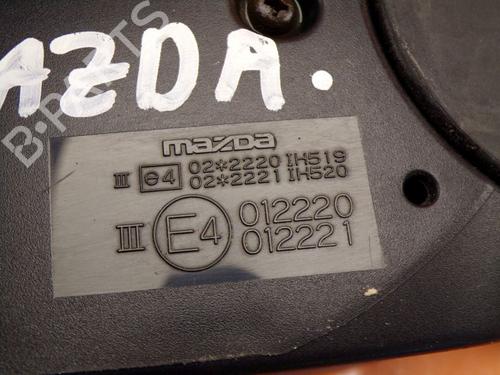 AZDA.
B-PARTS
mazda
III e4 02*2220 IH519
02*2221 IH520
III E4 012220
012221